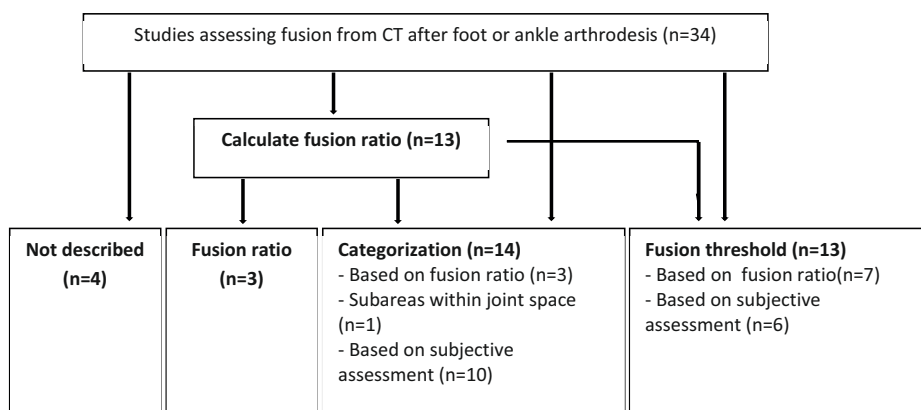 Studies assessing fusion from CT after foot or ankle arthrodesis (n=34)
Calculate fusion ratio (n=13)
Not described
(n=4)
Fusion ratio
(n=3)
Categorization (n=14)
- Based on fusion ratio (n=3)
- Subareas within joint space
(n=1)
- Based on subjective
assessment (n=10)
Fusion threshold (n=13)
- Based on  fusion ratio(n=7)
- Based on subjective
assessment (n=6)